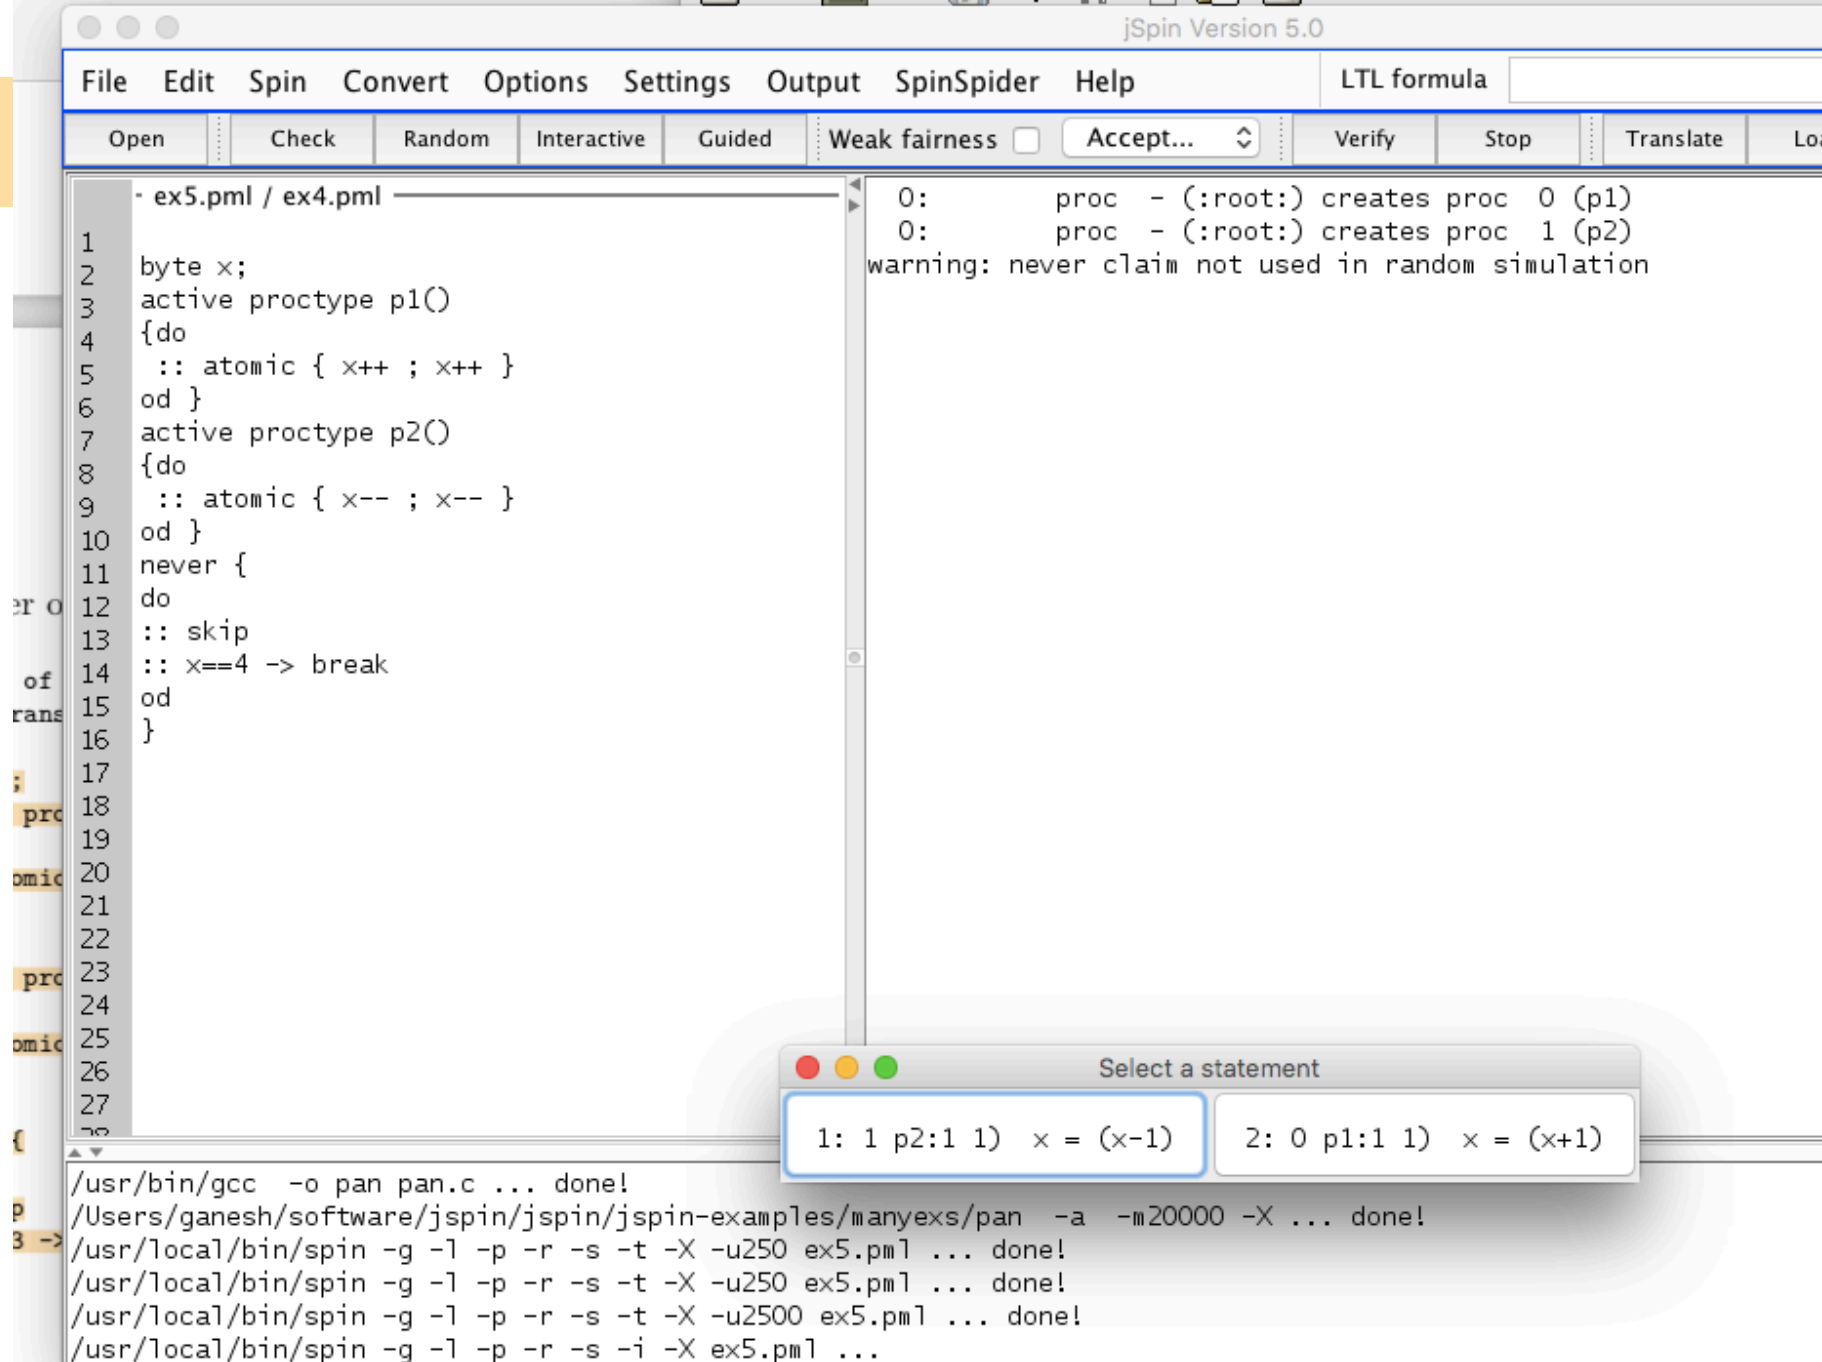 jSpin Version 5.0
File Edit Spin Convert Options Settings Output SpinSpider Help LTL formula
Open Check Random Interactive Guided Weak fairness Accept... Verify Stop Translate
ex5.pml / ex4.pml
1
2 byte x;
3 active proctype p1()
4 {do
5 :: atomic { x++ ; x++ }
6 od }
7 active proctype p2()
8 {do
9 :: atomic { x-- ; x-- }
10 od }
11 never {
12 do
13 :: skip
14 :: x==4 -> break
15 od
16 }
17
18
19
20
21
22
23
24
25
26
27
0: proc - (:root:) creates proc 0 (p1)
0: proc - (:root:) creates proc 1 (p2)
warning: never claim not used in random simulation
Select a statement
1: 1 p2:1 1) x = (x-1) 2: 0 p1:1 1) x = (x+1)
/usr/bin/gcc -o pan pan.c ... done!
/Users/ganesh/software/jspin/jspin/jspin-examples/manyexs/pan -a -m20000 -X ... done!
/usr/local/bin/spin -g -l -p -r -s -t -X -u250 ex5.pml ... done!
/usr/local/bin/spin -g -l -p -r -s -t -X -u250 ex5.pml ... done!
/usr/local/bin/spin -g -l -p -r -s -t -X -u2500 ex5.pml ... done!
/usr/local/bin/spin -g -l -p -r -s -i -X ex5.pml ...
of
;
{
3 ->